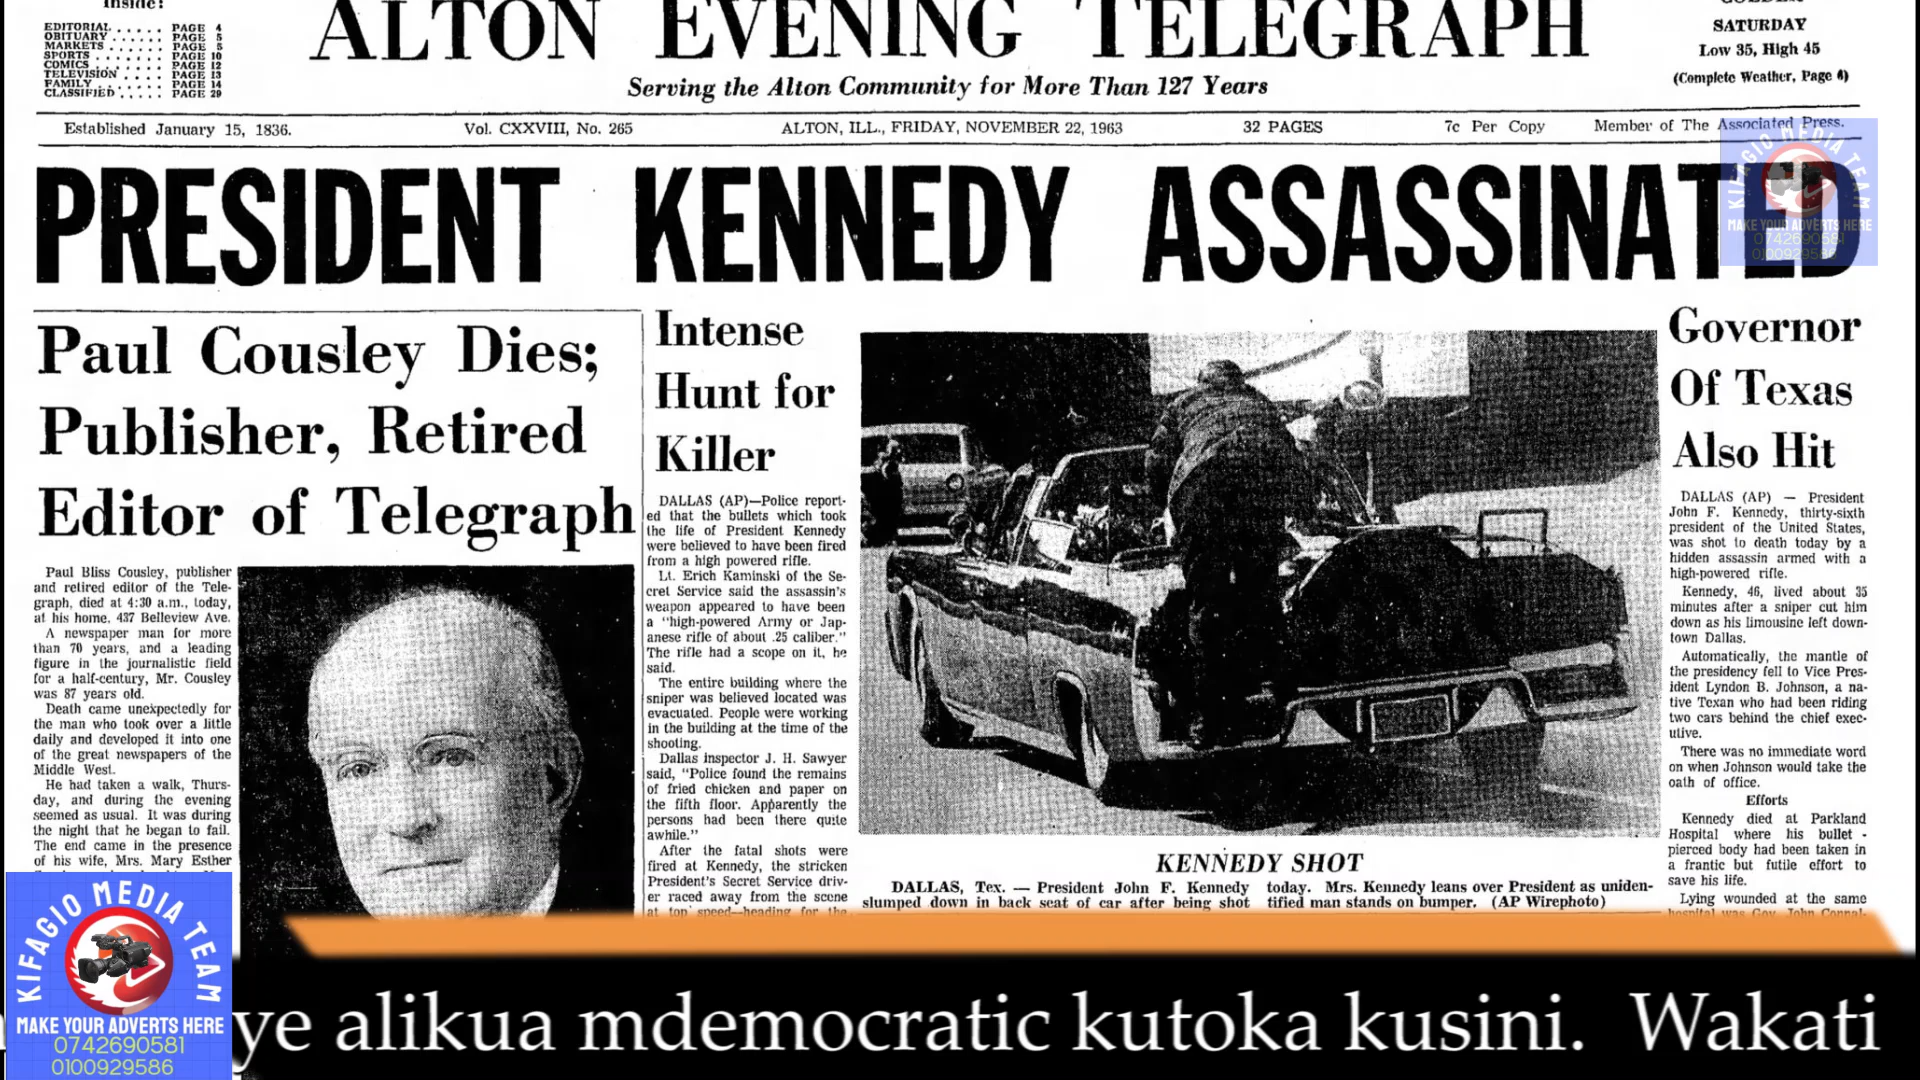 Inside:
EDITORIAL..... PAGE 4
OBITUARY...... PAGE 5
MARKETS...... PAGE 5
SPORTS....... PAGE 10
COMICS....... PAGE 12
TELEVISION..... PAGE 13
FAMILY....... PAGE 14
CLASSIFIED..... PAGE 29
ALTON EVENING TELEGRAPH
Serving the Alton Community for More Than 127 Years
SATURDAY
Low 35, High 45
(Complete Weather, Page 6)
Established January 15, 1836. Vol. CXXVIII, No. 265 ALTON, ILL., FRIDAY, NOVEMBER 22, 1963 32 PAGES 7c Per Copy Member of The Associated Press.
PRESIDENT KENNEDY ASSASSINATED
Paul Cousley Dies;
Publisher, Retired
Editor of Telegraph
Paul Bliss Cousley, publisher
and retired editor of the Tele-
graph, died at 4:30 a.m., today,
at his home, 437 Belleview Ave.
A newspaper man for more
than 70 years, and a leading
figure in the journalistic field
for a half-century, Mr. Cousley
was 87 years old.
Death came unexpectedly for
the man who took over a little
daily and developed it into one
of the great newspapers of the
Middle West.
He had taken a walk, Thurs-
day, and during the evening
seemed as usual. It was during
the night that he began to fail.
The end came in the presence
of his wife, Mrs. Mary Esther
Intense
Hunt for
Killer
DALLAS (AP)—Police report-
ed that the bullets which took
the life of President Kennedy
were believed to have been fired
from a high powered rifle.
Lt. Erich Kaminski of the Se-
cret Service said the assassin's
weapon appeared to have been
a "high-powered Army or Jap-
anese rifle of about .25 caliber."
The rifle had a scope on it, he
said.
The entire building where the
sniper was believed located was
evacuated. People were working
in the building at the time of the
shooting.
Dallas inspector J. H. Sawyer
said, "Police found the remains
of fried chicken and paper on
the fifth floor. Apparently the
persons had been there quite
awhile."
After the fatal shots were
fired at Kennedy, the stricken
President's Secret Service driv-
er raced away from the scene
at top speed—heading for the
KENNEDY SHOT
DALLAS, Tex. — President John F. Kennedy
slumped down in back seat of car after being shot
today. Mrs. Kennedy leans over President as uniden-
tified man stands on bumper. (AP Wirephoto)
Governor
Of Texas
Also Hit
DALLAS (AP) — President
John F. Kennedy, thirty-sixth
president of the United States,
was shot to death today by a
hidden assassin armed with a
high-powered rifle.
Kennedy, 46, lived about 35
minutes after a sniper cut him
down as his limousine left down-
town Dallas.
Automatically, the mantle of
the presidency fell to Vice Pres-
ident Lyndon B. Johnson, a na-
tive Texan who had been riding
two cars behind the chief exec-
utive.
There was no immediate word
on when Johnson would take the
oath of office.
Efforts
Kennedy died at Parkland
Hospital where his bullet -
pierced body had been taken in
a frantic but futile effort to
save his life.
Lying wounded at the same
hospital was Gov. John Connal-
KIFAGIO MEDIA TEAM
MAKE YOUR ADVERTS HERE
0742690581
0100929586
KIFAGIO MEDIA TEAM
MAKE YOUR ADVERTS HERE
0742690581
0100929586
ye alikua mdemocratic kutoka kusini. Wakati